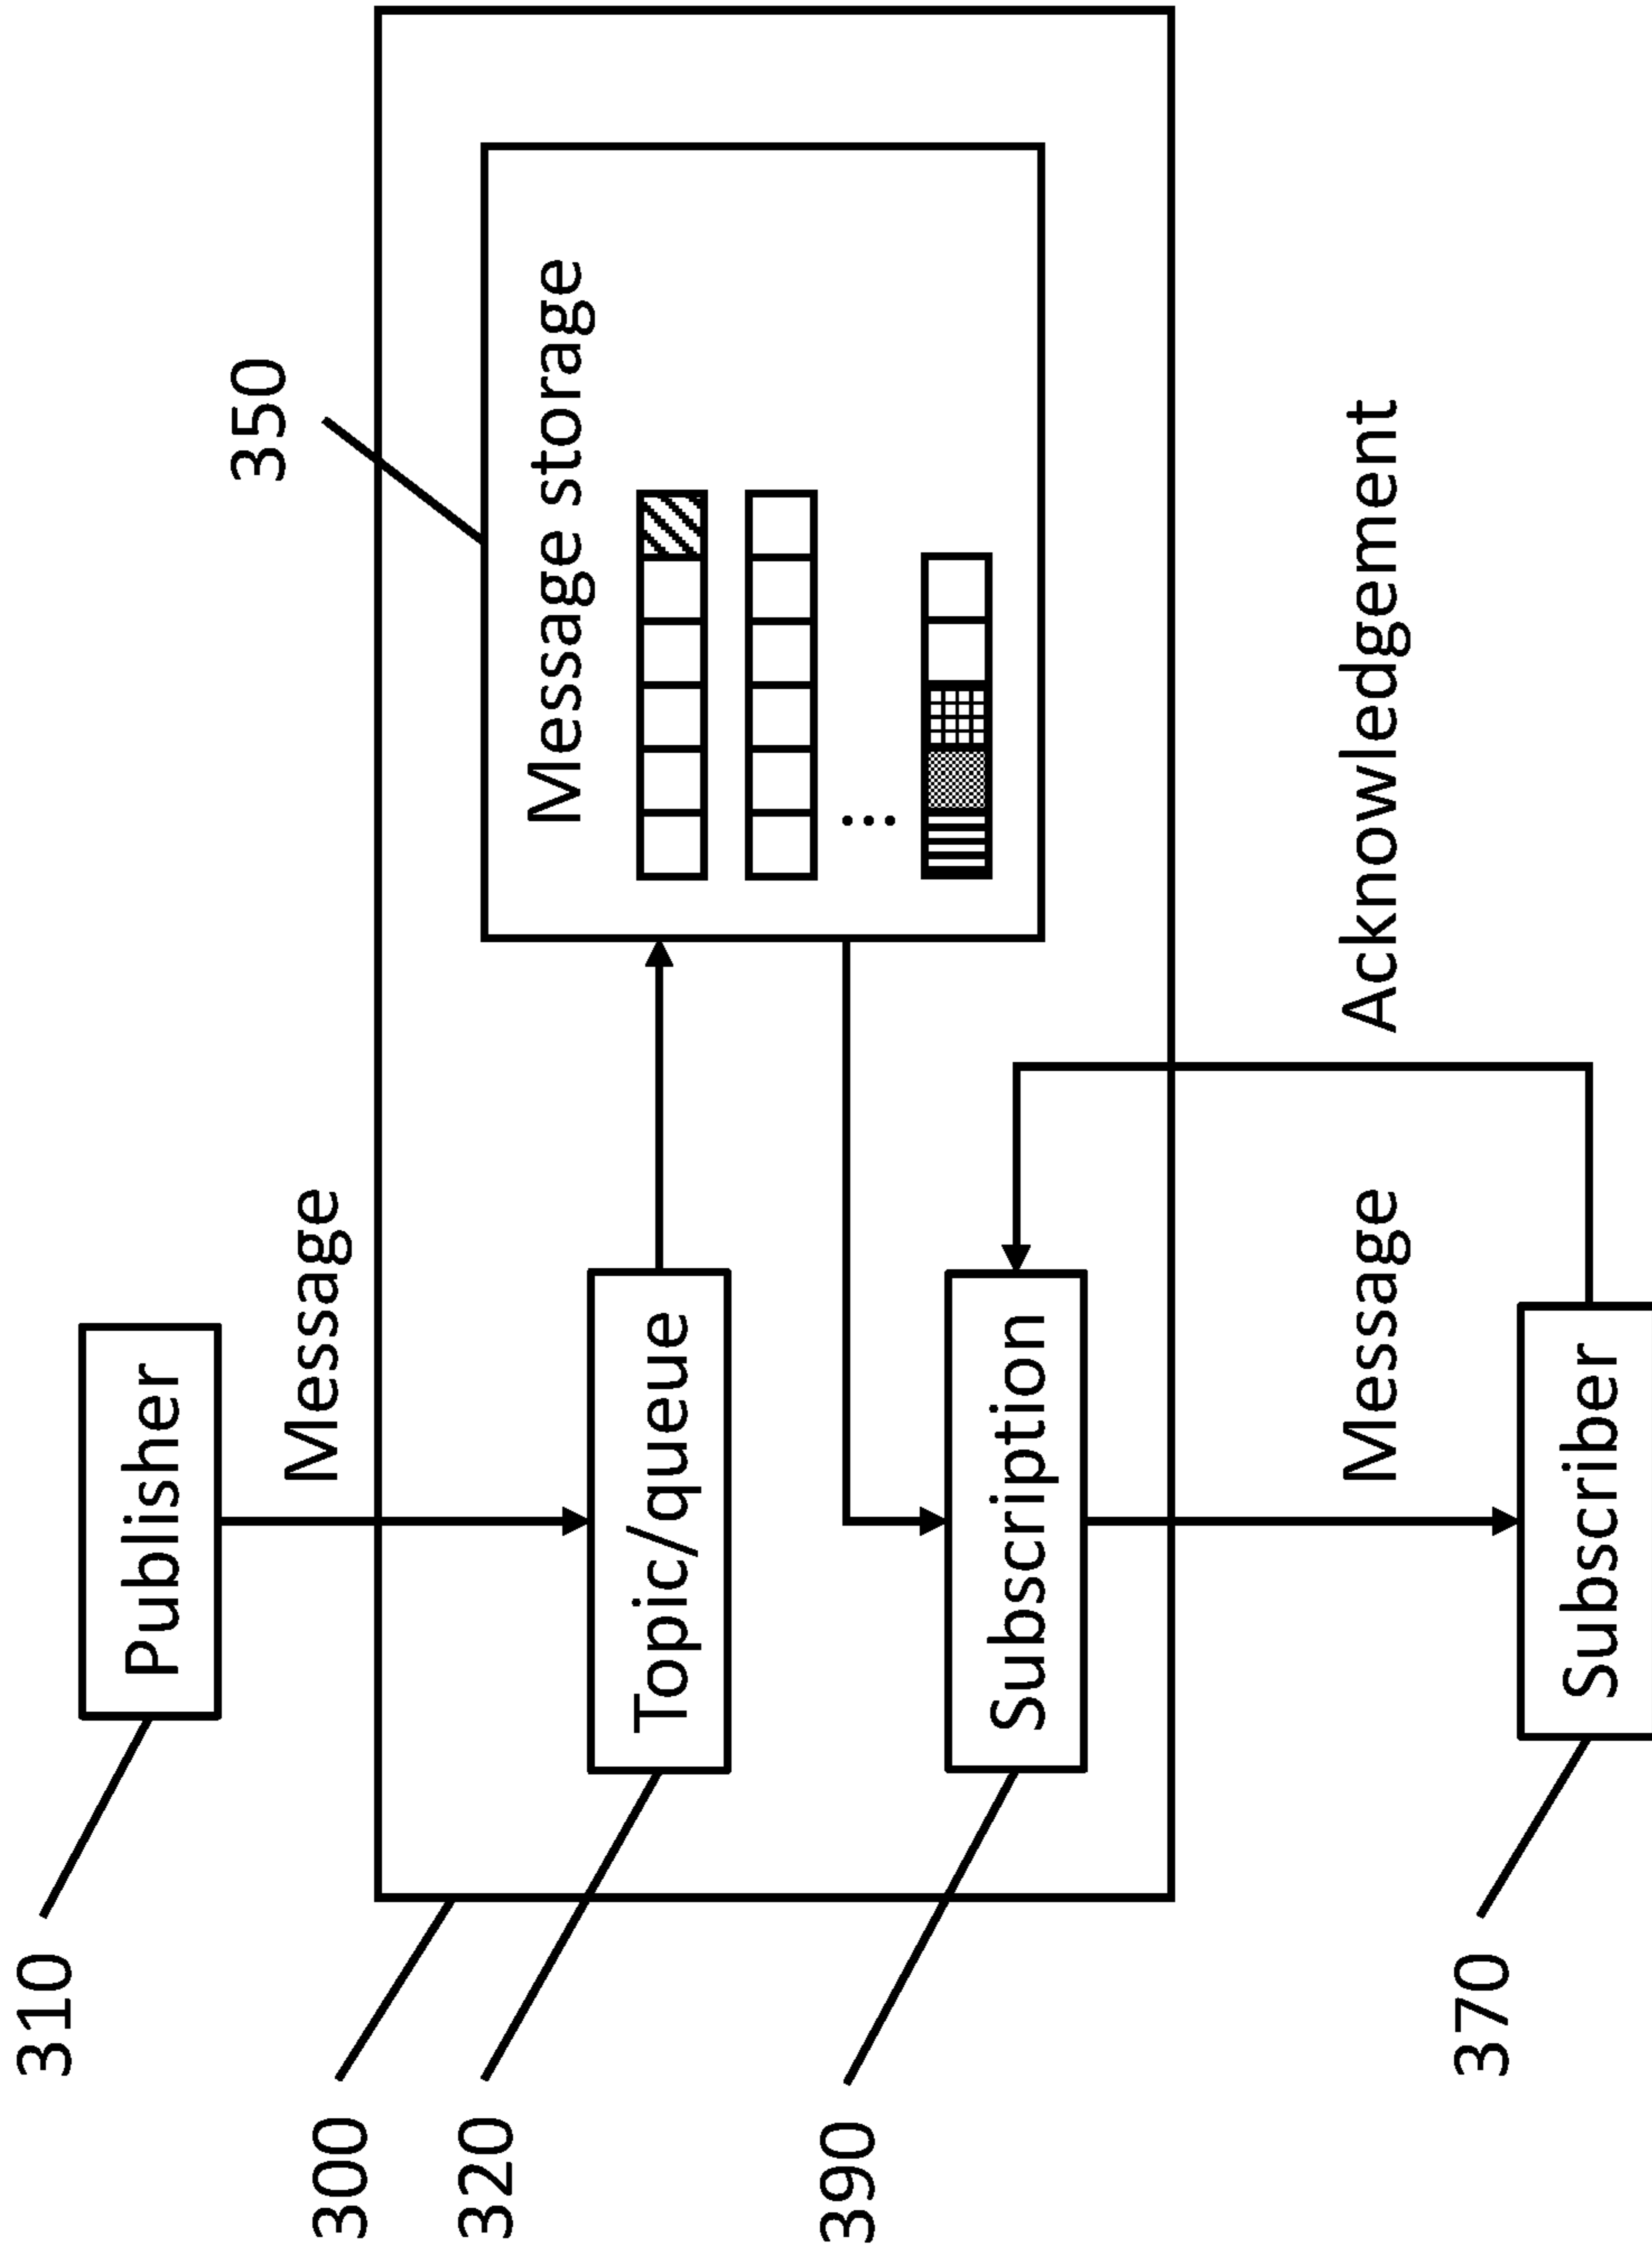 310
Publisher
Message
350
300
320
Topic/queue
Message storage
...
390
Subscription
Message
Acknowledgement
370
Subscriber